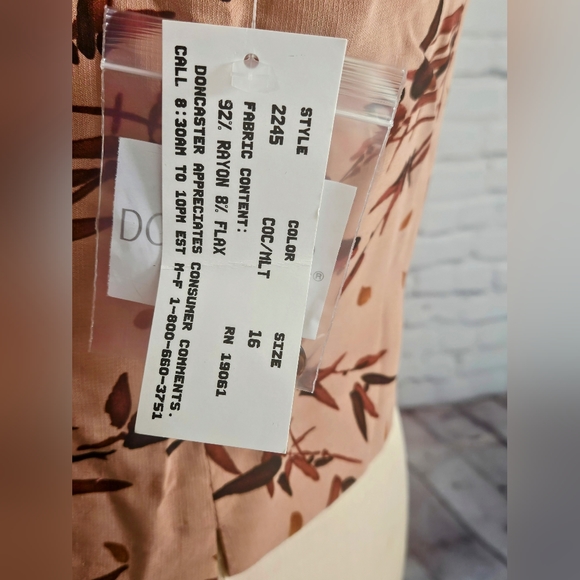 STYLE COLOR SIZE
2245 COC/MLT 16
FABRIC CONTENT:
92% RAYON 8% FLAX RN 19061
DONCASTER APPRECIATES CONSUMER COMMENTS.
CALL 8:30AM TO 10PM EST M-F 1-800-660-3751
DO
®